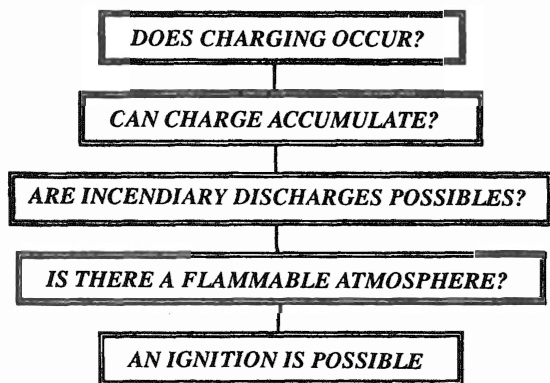 DOES CHARGING OCCUR?
CAN CHARGE ACCUMULATE?
ARE INCENDIARY DISCHARGES POSSIBLES?
IS THERE A FLAMMABLE ATMOSPHERE?
AN IGNITION IS POSSIBLE